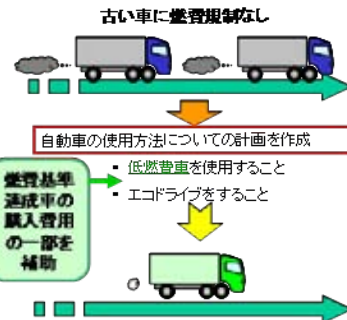 古い車に燃費規制なし
自動車の使用方法についての計画を作成
・ 低燃費車を使用すること
・ エコドライブをすること
燃費基準
達成車の
購入費用
の一部を
補助